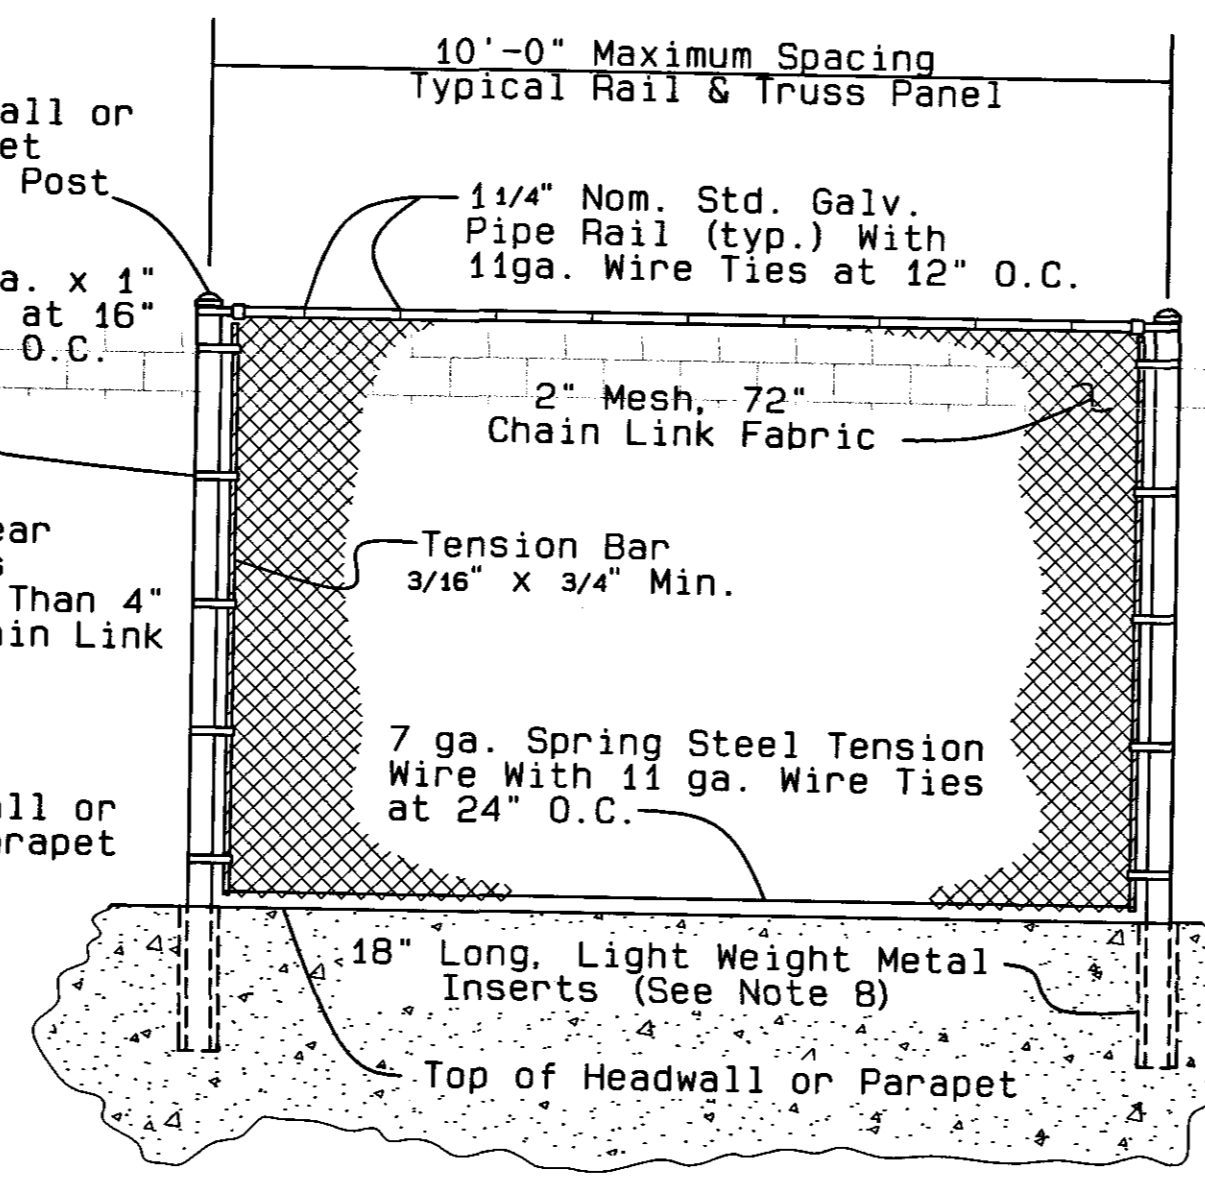 10'-0" Maximum Spacing
Typical Rail & Truss Panel
all or
et
Post
1 1/4" Nom. Std. Galv.
Pipe Rail (typ.) With
11ga. Wire Ties at 12" O.C.
a. x 1"
at 16"
O.C.
2" Mesh, 72"
Chain Link Fabric
ear
s
Than 4"
ain Link
Tension Bar
3/16" X 3/4" Min.
7 ga. Spring Steel Tension
Wire With 11 ga. Wire Ties
at 24" O.C.
all or
arapet
18" Long, Light Weight Metal
Inserts (See Note 8)
Top of Headwall or Parapet